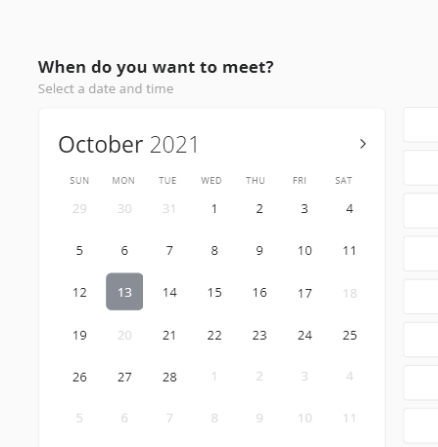 When do you want to meet?
Select a date and time
October 2021
SUN MON TUE WED THU FRI SAT
29 30 31 1 2 3 4
5 6 7 8 9 10 11
12 13 14 15 16 17 18
19 20 21 22 23 24 25
26 27 28 1 2 3 4
5 6 7 8 9 10 11